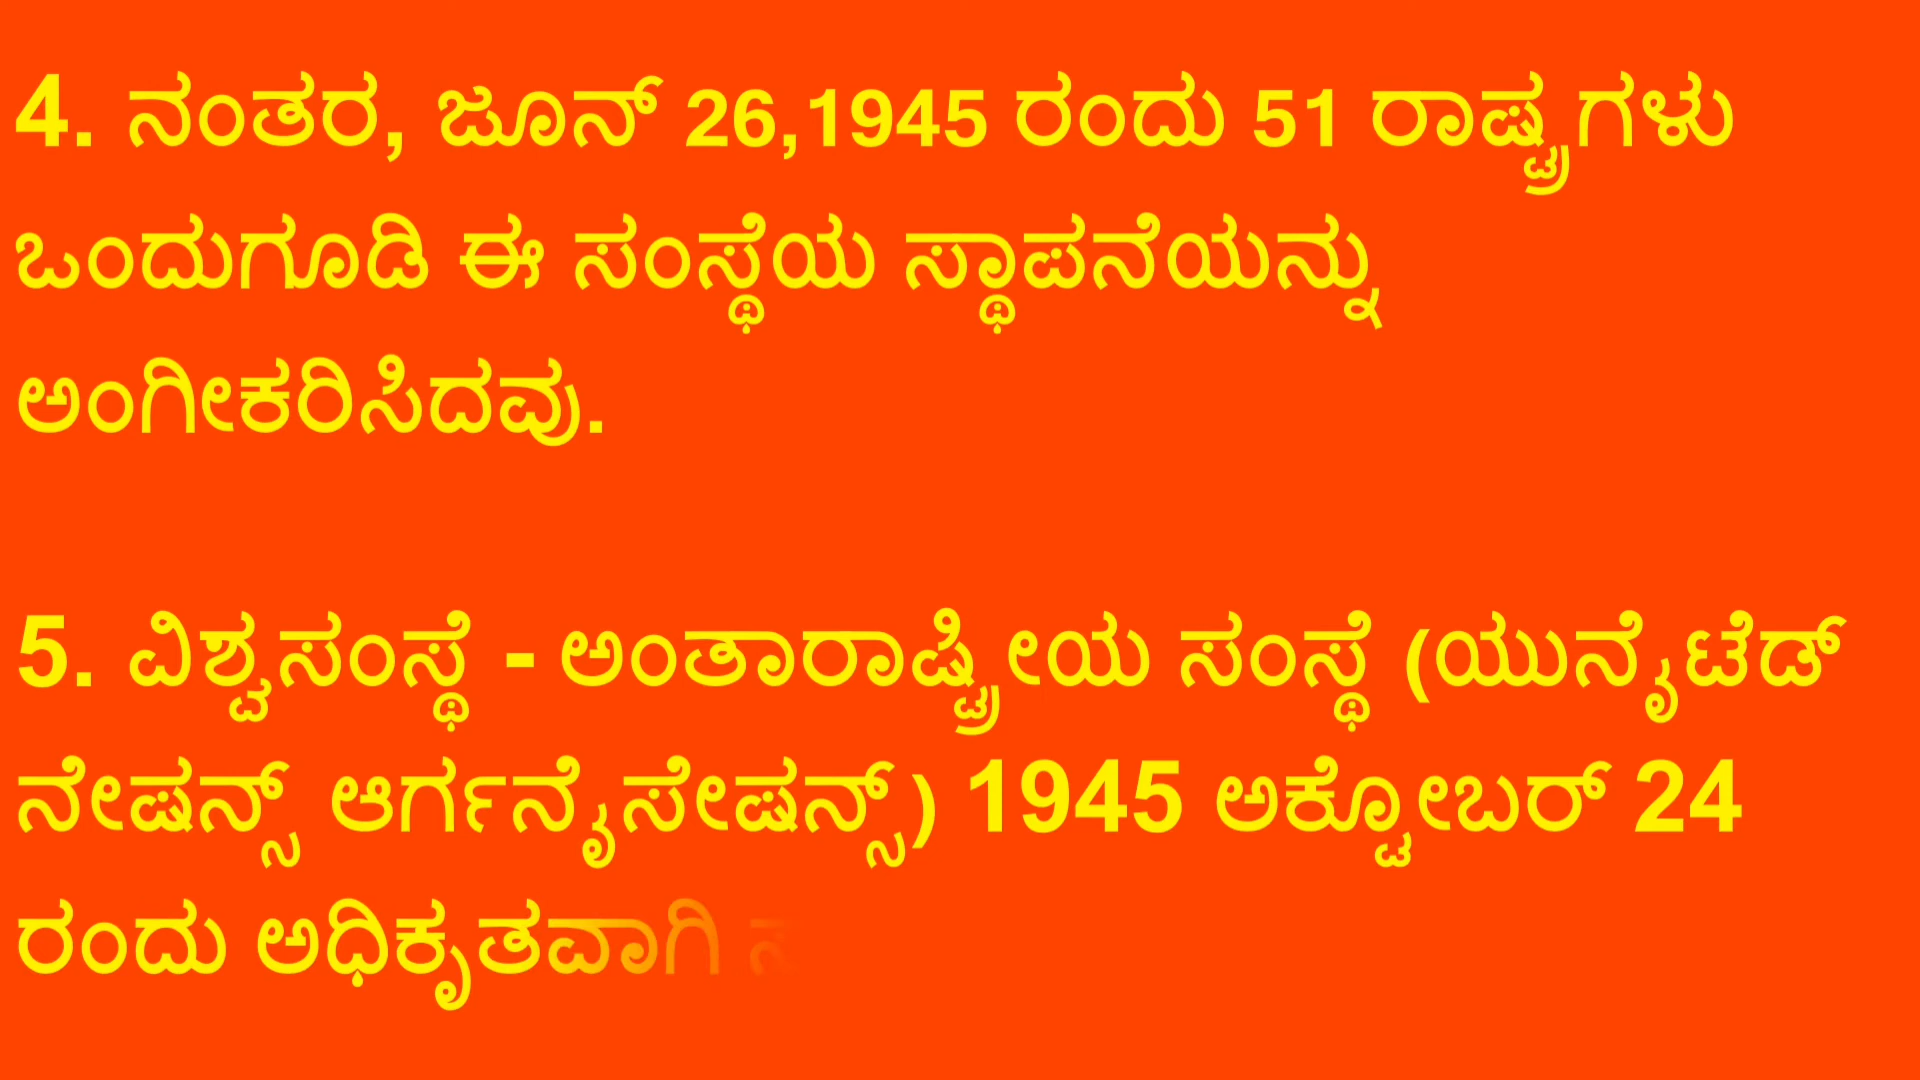 4. ನಂತರ, ಜೂನ್ 26,1945 ರಂದು 51 ರಾಷ್ಟ್ರಗಳು
ಒಂದುಗೂಡಿ ಈ ಸಂಸ್ಥೆಯ ಸ್ಥಾಪನೆಯನ್ನು
ಅಂಗೀಕರಿಸಿದವು.
5. ವಿಶ್ವಸಂಸ್ಥೆ - ಅಂತಾರಾಷ್ಟ್ರೀಯ ಸಂಸ್ಥೆ (ಯುನೈಟೆಡ್
ನೇಷನ್ಸ್ ಆರ್ಗನೈಸೇಷನ್ಸ್) 1945 ಅಕ್ಟೋಬರ್ 24
ರಂದು ಅಧಿಕೃತವಾಗಿ